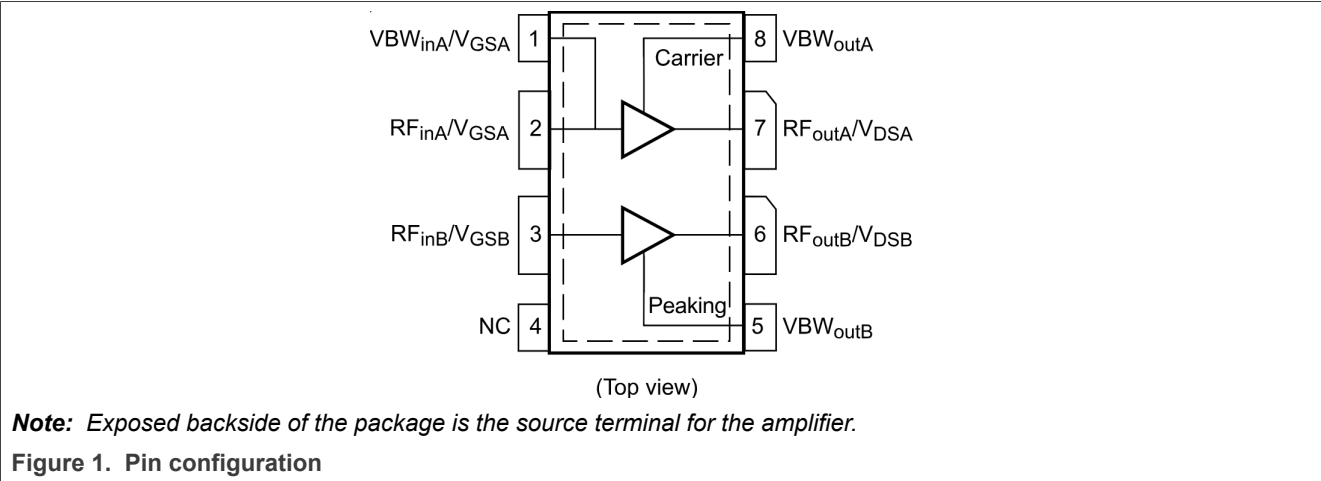 VBWinA/VGSA 1 8 VBWoutA
Carrier
RFinA/VGSA 2 7 RFoutA/VDSA
RFinB/VGSB 3 6 RFoutB/VDSB
Peaking
NC 4 5 VBWoutB
(Top view)
Note: Exposed backside of the package is the source terminal for the amplifier.
Figure 1. Pin configuration